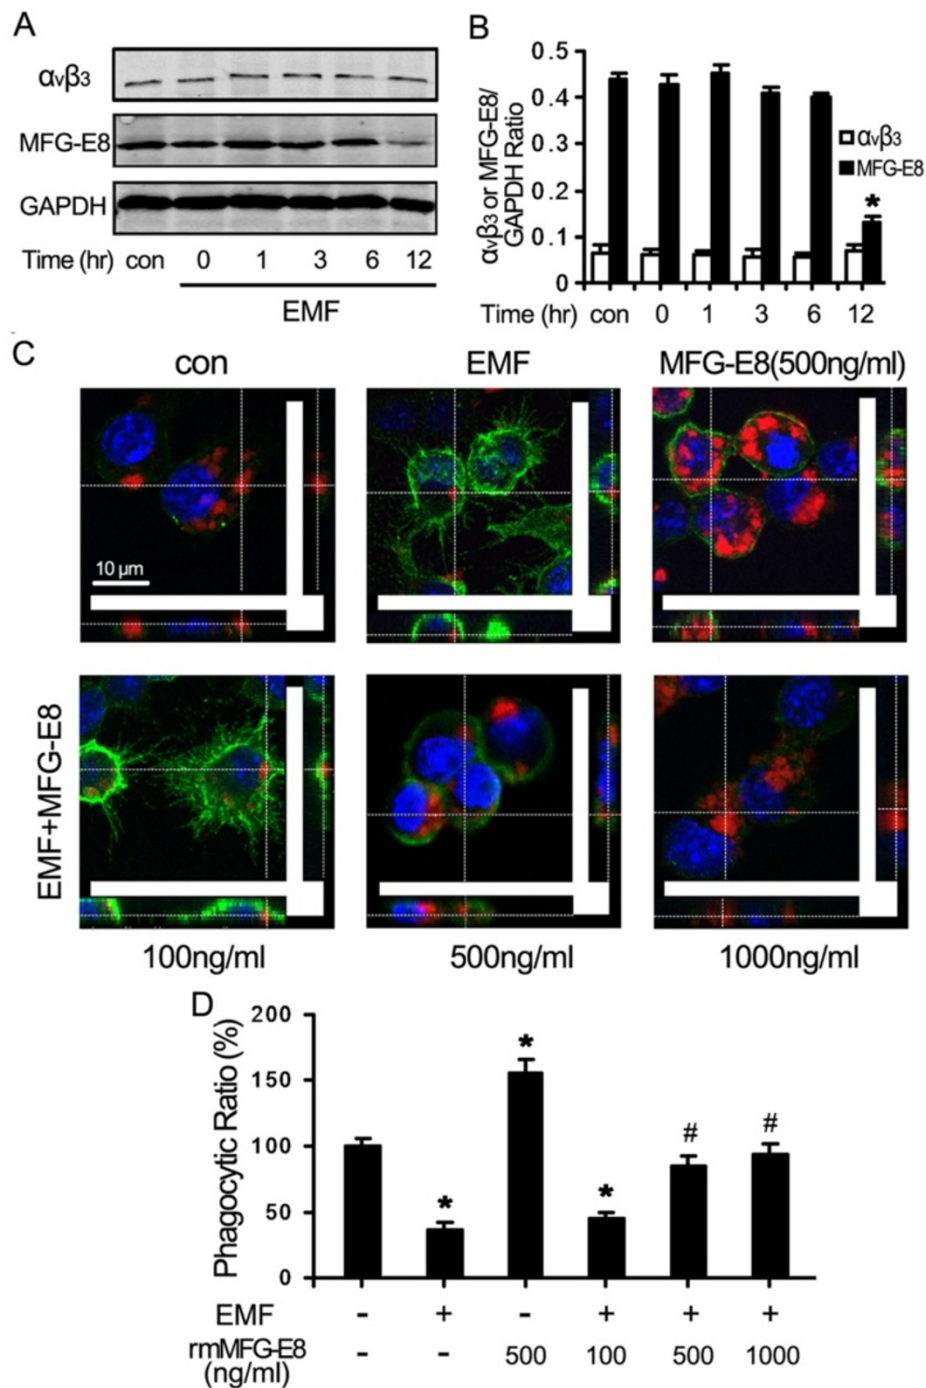 A
αvβ3
MFG-E8
GAPDH
Time (hr) con 0 1 3 6 12
EMF
B
αvβ3 or MFG-E8/
GAPDH Ratio
0.5
0.4
0.3
0.2
0.1
0
αvβ3
MFG-E8
*
Time (hr) con 0 1 3 6 12
C
con EMF MFG-E8(500ng/ml)
10 µm
EMF+MFG-E8
100ng/ml 500ng/ml 1000ng/ml
D
Phagocytic Ratio (%)
200
150
100
50
0
* * * # #
EMF - + - + + +
rmMFG-E8 - - 500 100 500 1000
(ng/ml)